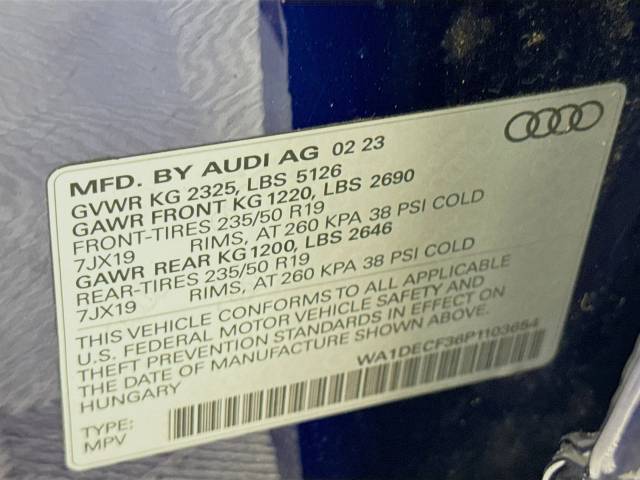 MFD. BY AUDI AG 02 23
GVWR KG 2325, LBS 5126
GAWR FRONT KG 1220, LBS 2690
FRONT-TIRES 235/50 R19
7JX19 RIMS, AT 260 KPA 38 PSI COLD
GAWR REAR KG 1200, LBS 2646
REAR-TIRES 235/50 R19
7JX19 RIMS, AT 260 KPA 38 PSI COLD
THIS VEHICLE CONFORMS TO ALL APPLICABLE
U.S. FEDERAL MOTOR VEHICLE SAFETY AND
THEFT PREVENTION STANDARDS IN EFFECT ON
THE DATE OF MANUFACTURE SHOWN ABOVE.
HUNGARY
WA1DECF36P1103654
TYPE:
MPV